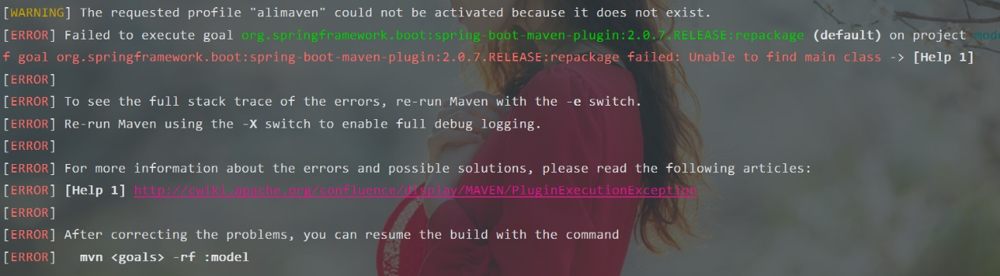 [WARNING] The requested profile "alimaven" could not be activated because it does not exist.
[ERROR] Failed to execute goal org.springframework.boot:spring-boot-maven-plugin:2.0.7.RELEASE:repackage (default) on project mode
f goal org.springframework.boot:spring-boot-maven-plugin:2.0.7.RELEASE:repackage failed: Unable to find main class -> [Help 1]
[ERROR]
[ERROR] To see the full stack trace of the errors, re-run Maven with the -e switch.
[ERROR] Re-run Maven using the -X switch to enable full debug logging.
[ERROR]
[ERROR] For more information about the errors and possible solutions, please read the following articles:
[ERROR] [Help 1] http://cwiki.apache.org/confluence/display/MAVEN/PluginExecutionException
[ERROR]
[ERROR] After correcting the problems, you can resume the build with the command
[ERROR]   mvn <goals> -rf :model